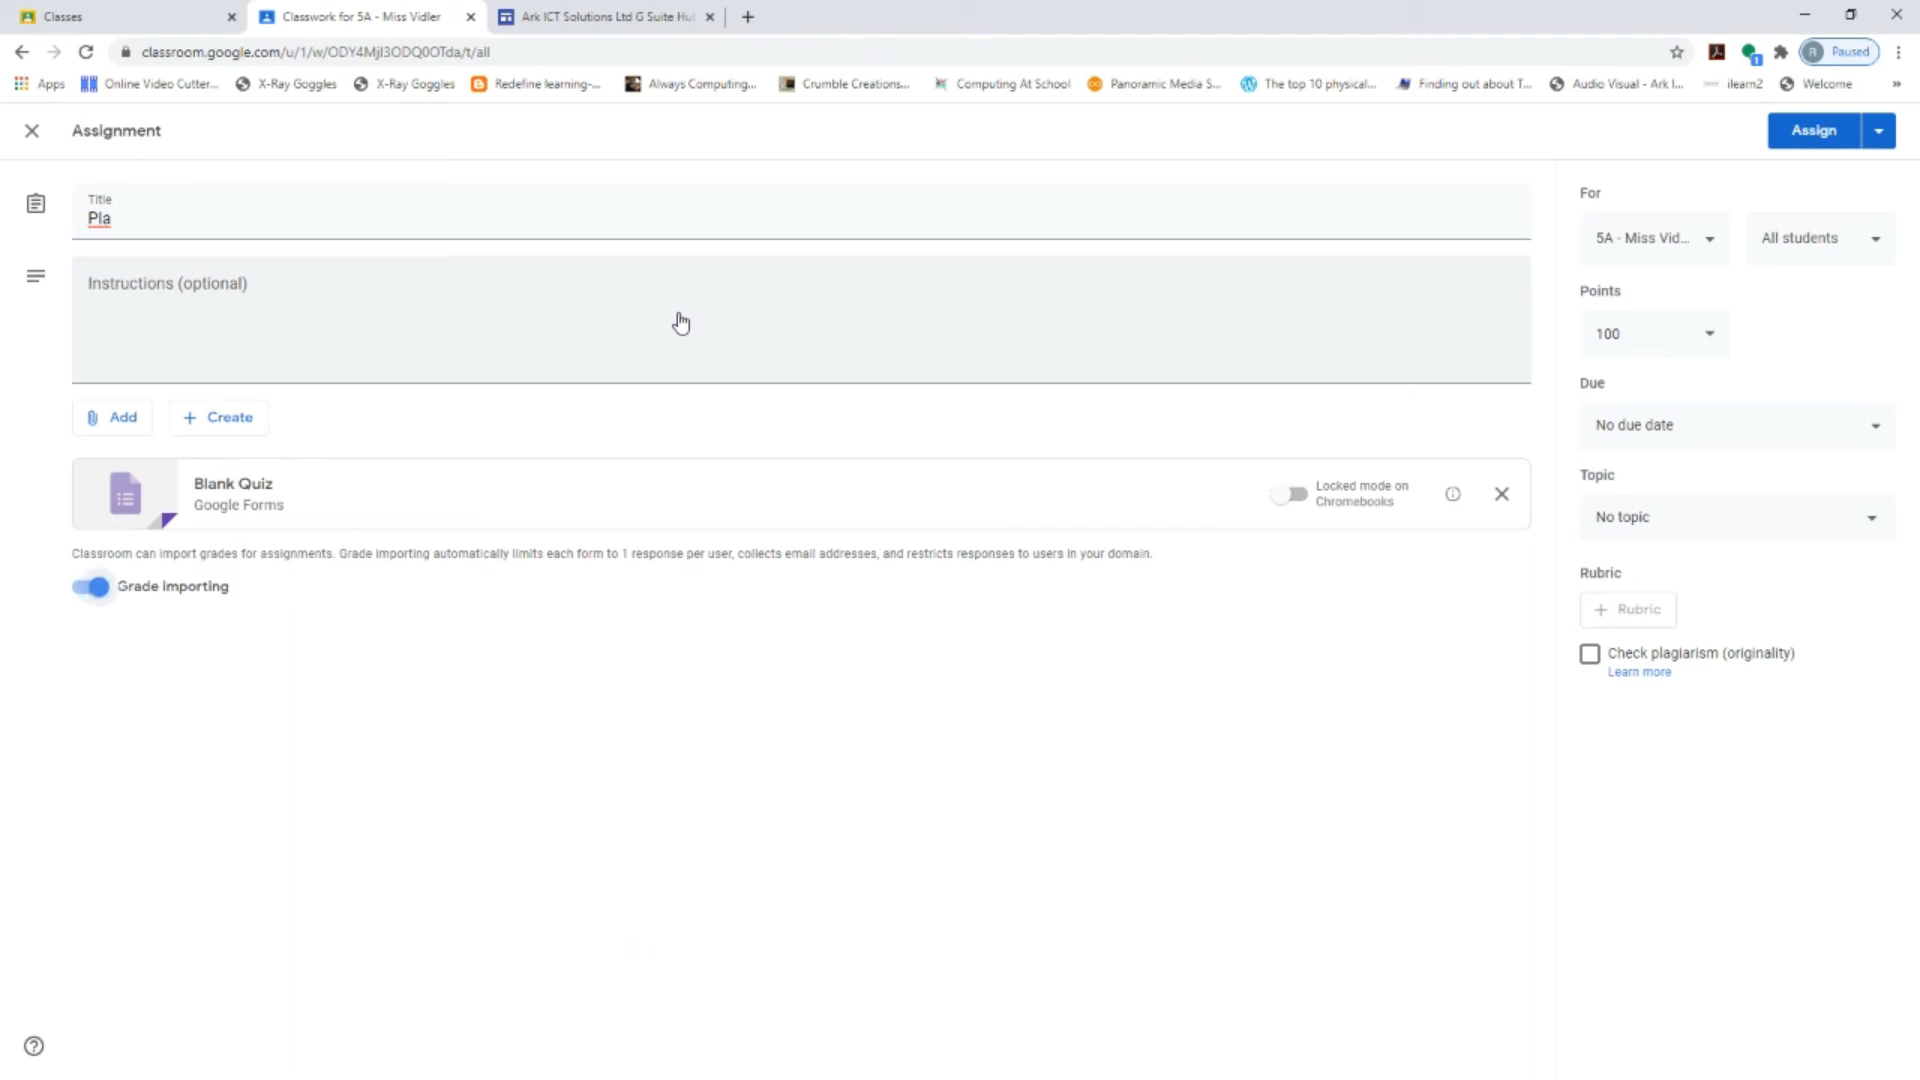 Classes
Classwork for 5A - Miss Vidler
Ark ICT Solutions Ltd G Suite Hu
classroom.google.com/u/1/w/ODY4MjI3ODQ0OTda/t/all
R Paused
Apps
Online Video Cutter...
X-Ray Goggles
X-Ray Goggles
Redefine learning-...
Always Computing...
Crumble Creations...
Computing At School
Panoramic Media S...
The top 10 physical...
Finding out about T...
Audio Visual - Ark I...
ilearn2
Welcome
»
Assignment
Assign
Title
Pla
Instructions (optional)
Add
Create
Blank Quiz
Google Forms
Locked mode on
Chromebooks
Classroom can import grades for assignments. Grade importing automatically limits each form to 1 response per user, collects email addresses, and restricts responses to users in your domain.
Grade importing
For
5A - Miss Vid...
All students
Points
100
Due
No due date
Topic
No topic
Rubric
Rubric
Check plagiarism (originality)
Learn more